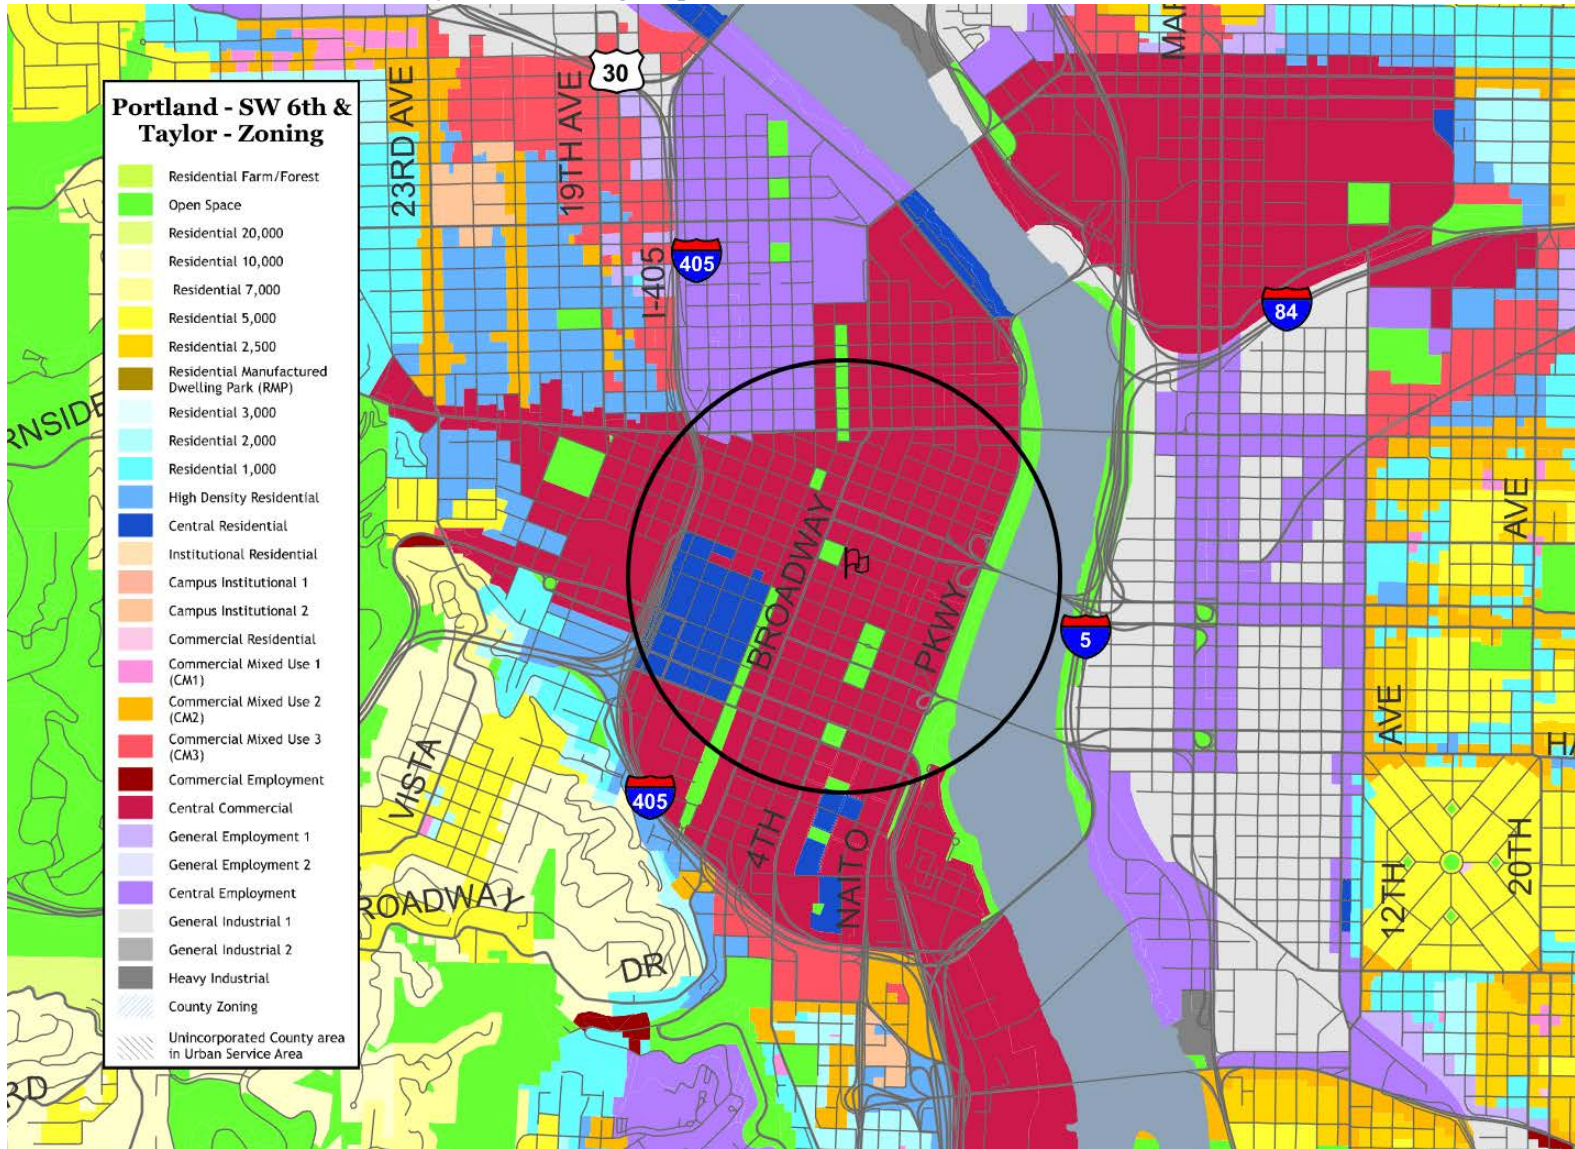 Portland - SW 6th &
Taylor - Zoning
Residential Farm/Forest
Open Space
Residential 20,000
Residential 10,000
Residential 7,000
Residential 5,000
Residential 2,500
Residential Manufactured
Dwelling Park (RMP)
Residential 3,000
Residential 2,000
Residential 1,000
High Density Residential
Central Residential
Institutional Residential
Campus Institutional 1
Campus Institutional 2
Commercial Residential
Commercial Mixed Use 1
(CM1)
Commercial Mixed Use 2
(CM2)
Commercial Mixed Use 3
(CM3)
Commercial Employment
Central Commercial
General Employment 1
General Employment 2
Central Employment
General Industrial 1
General Industrial 2
Heavy Industrial
County Zoning
Unincorporated County area
in Urban Service Area
23RD AVE
19TH AVE
30
I-405
405
MAR
84
RNSIDE
BROADWAY
PKWY
5
AVE
AVE
HA
VISTA
405
4TH
NAITO
12TH
20TH
ROADWAY
DR
RD